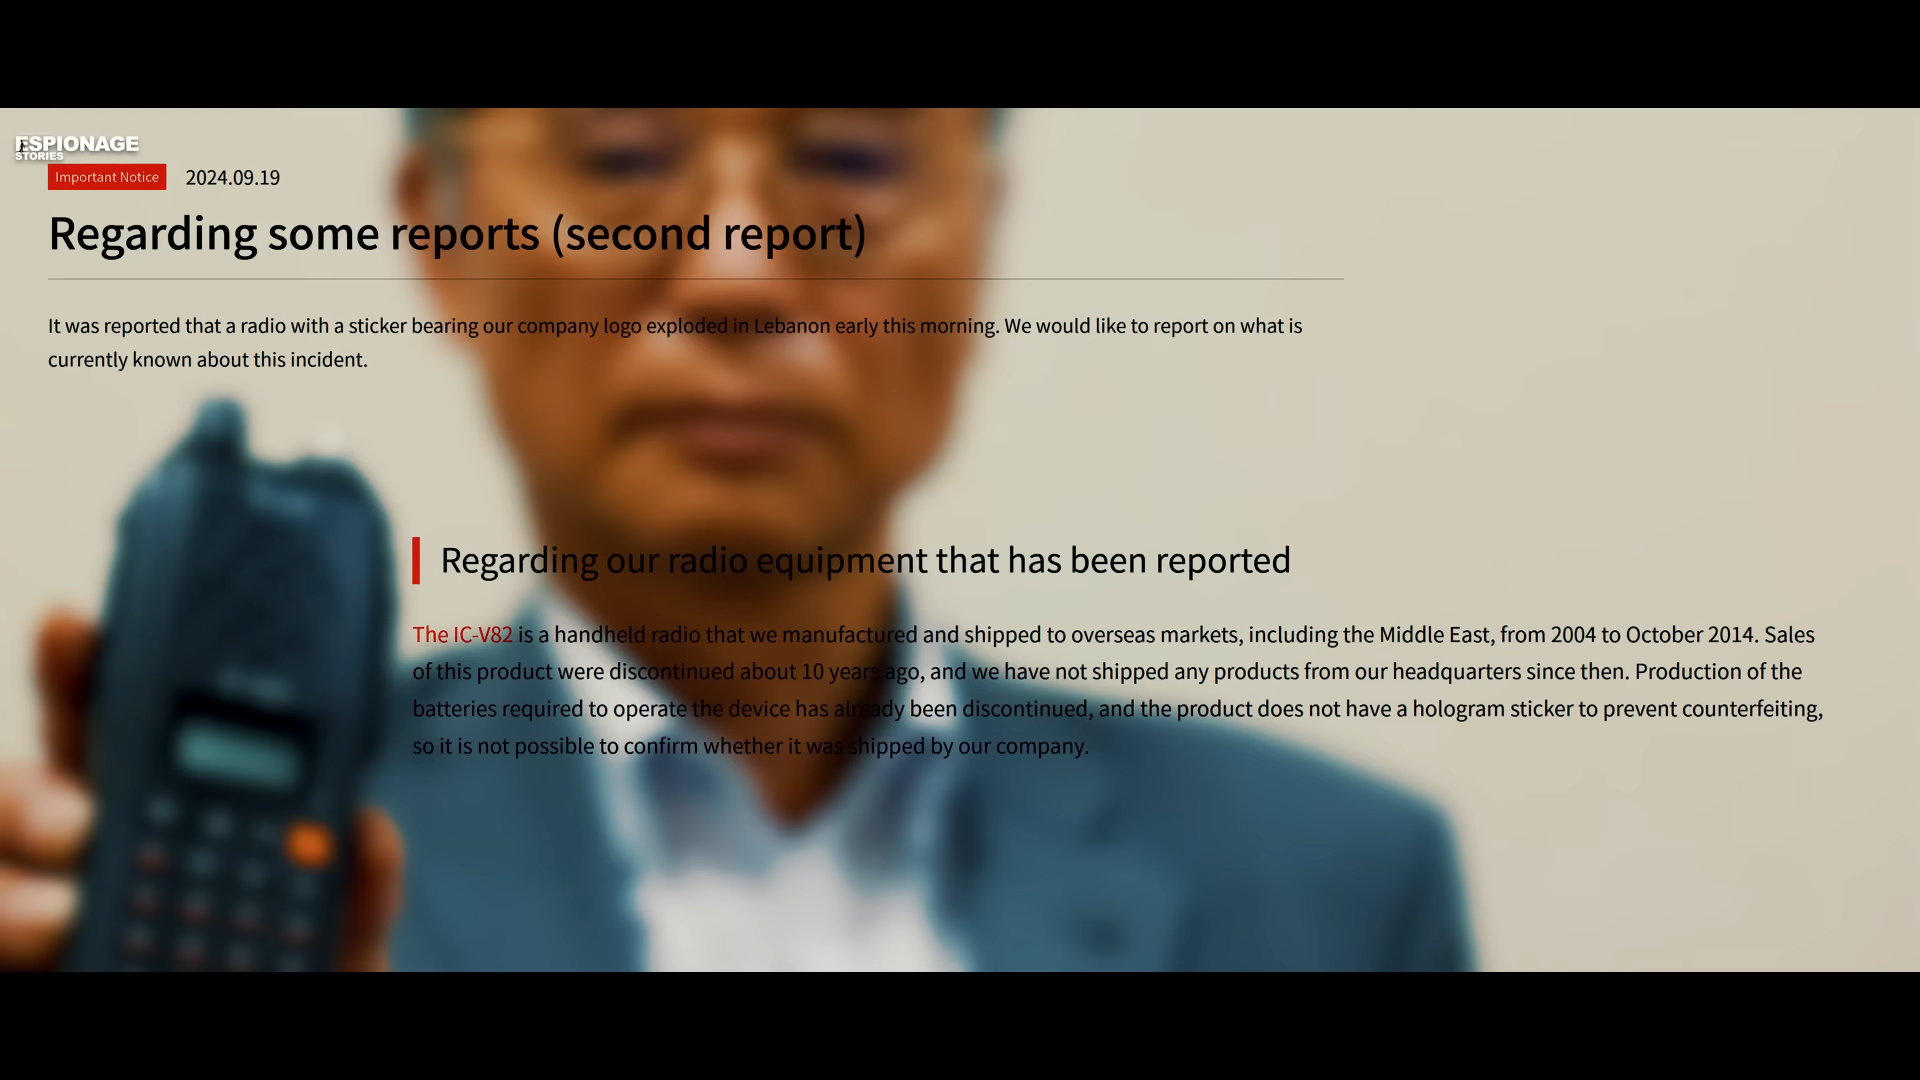 ESPIONAGE
STORIES
Important Notice 2024.09.19
Regarding some reports (second report)
It was reported that a radio with a sticker bearing our company logo exploded in Lebanon early this morning. We would like to report on what is
currently known about this incident.
Regarding our radio equipment that has been reported
The IC-V82 is a handheld radio that we manufactured and shipped to overseas markets, including the Middle East, from 2004 to October 2014. Sales
of this product were discontinued about 10 years ago, and we have not shipped any products from our headquarters since then. Production of the
batteries required to operate the device has already been discontinued, and the product does not have a hologram sticker to prevent counterfeiting,
so it is not possible to confirm whether it was shipped by our company.